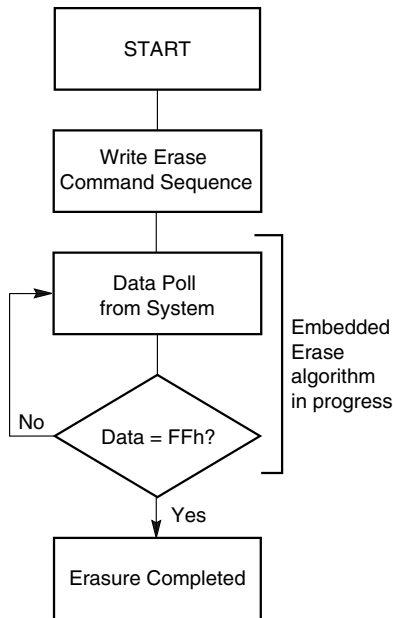 START
Write Erase
Command Sequence
Data Poll
from System
Embedded
Erase
algorithm
in progress
No
Data = FFh?
Yes
Erasure Completed